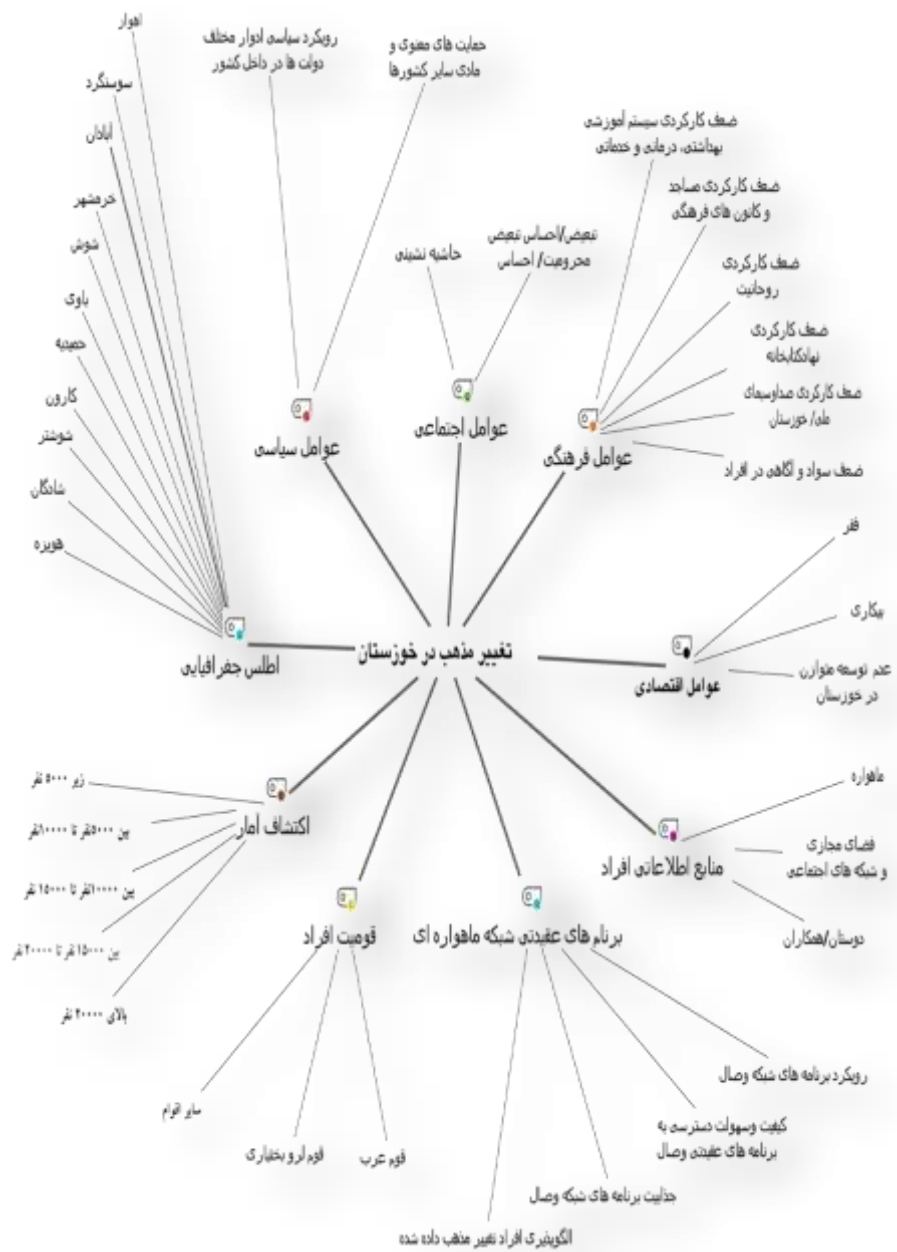 تغییر مذهب در خوزستان
عوامل سیاسی
رویکرد سیاسی ادوار مختلف
دولت ها در داخل کشور
حمایت های معنوی و
مادی سایر کشورها
عوامل اجتماعی
حاشیه نشینی
تبعیض/احساس تبعیض
محرومیت/ احساس
عوامل فرهنگی
ضعف کارکردی سیستم آموزشی
بهداشتی، درمانی و خدماتی
ضعف کارکردی مساجد
و کانون های فرهنگی
ضعف کارکردی
روحانیت
ضعف کارکردی
نهادکتابخانه
ضعف کارکردی صداوسیمای
ملی/ خوزستان
ضعف سواد و آگاهی در افراد
عوامل اقتصادی
فقر
بیکاری
عدم توسعه متوازن
در خوزستان
منابع اطلاعاتی افراد
ماهواره
فضای مجازی
و شبکه های اجتماعی
دوستان/همکاران
برنام های عقیدتی شبکه ماهواره ای
رویکرد برنامه های شبکه وصال
کیفیت وسهولت دسترسی به
برنامه های عقیدتی وصال
جذابیت برنامه های شبکه وصال
الگوپذیری افراد تغییر مذهب داده شده
قومیت افراد
قوم عرب
قوم لرو بختیاری
سایر اقوام
اکتشاف آمار
زیر ۵۰۰۰ نفر
بین ۵۰۰۰نفر تا ۱۰۰۰۰نفر
بین ۱۰۰۰۰نفر تا ۱۵۰۰۰ نفر
بین ۱۵۰۰۰ نفر تا ۲۰۰۰۰ نفر
بالای ۲۰۰۰۰ نفر
اطلس جغرافیایی
اهواز
سوسنگرد
آبادان
خرمشهر
شوش
باوی
حمیدیه
کارون
شوشتر
شادگان
هویزه